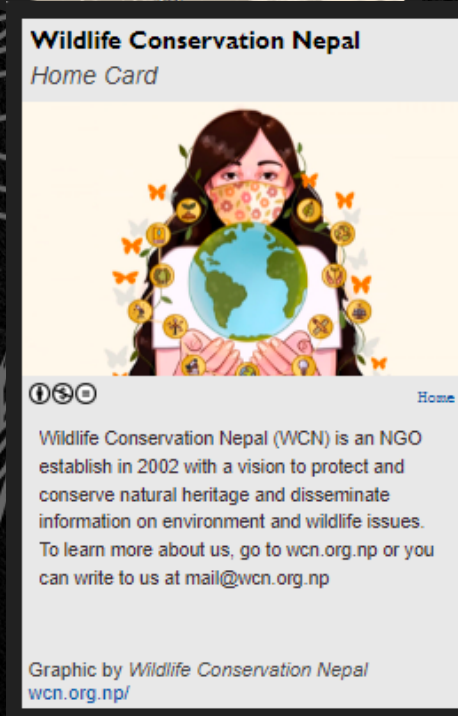 Wildlife Conservation Nepal
Home Card
Home
Wildlife Conservation Nepal (WCN) is an NGO
establish in 2002 with a vision to protect and
conserve natural heritage and disseminate
information on environment and wildlife issues.
To learn more about us, go to wcn.org.np or you
can write to us at mail@wcn.org.np
Graphic by Wildlife Conservation Nepal
wcn.org.np/